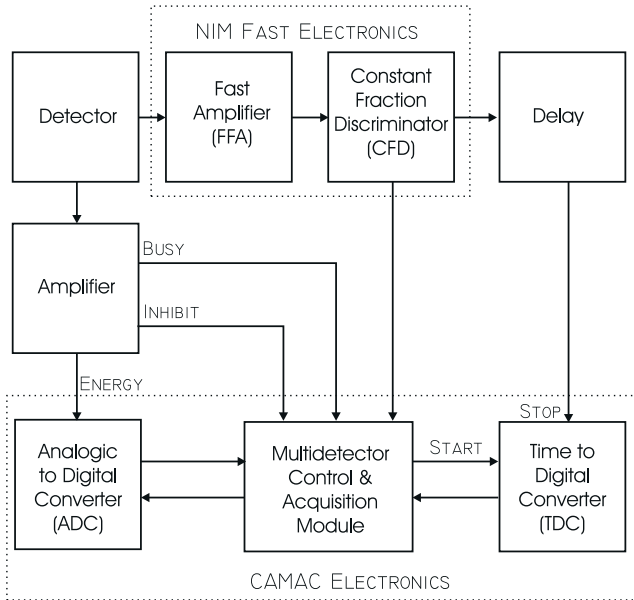 NIM FAST ELECTRONICS
Detector
Fast
Amplifier
(FFA)
Constant
Fraction
Discriminator
(CFD)
Delay
Amplifier
BUSY
INHIBIT
ENERGY
STOP
Analogic
to Digital
Converter
(ADC)
Multidetector
Control &
Acquisition
Module
START
Time to
Digital
Converter
(TDC)
CAMAC ELECTRONICS